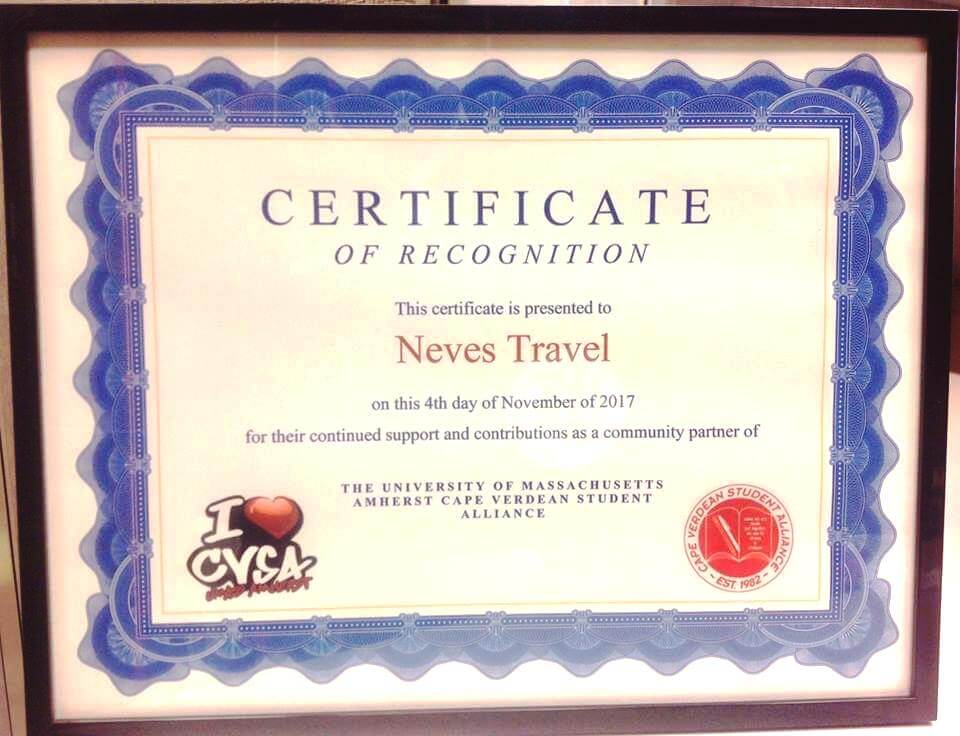 CERTIFICATE
OF RECOGNITION
This certificate is presented to
Neves Travel
on this 4th day of November of 2017
for their continued support and contributions as a community partner of
THE UNIVERSITY OF MASSACHUSETTS
AMHERST CAPE VERDEAN STUDENT
ALLIANCE
I
CVSA
UMASS AMHERST
CAPE VERDEAN STUDENT ALLIANCE
- EST. 1982 -